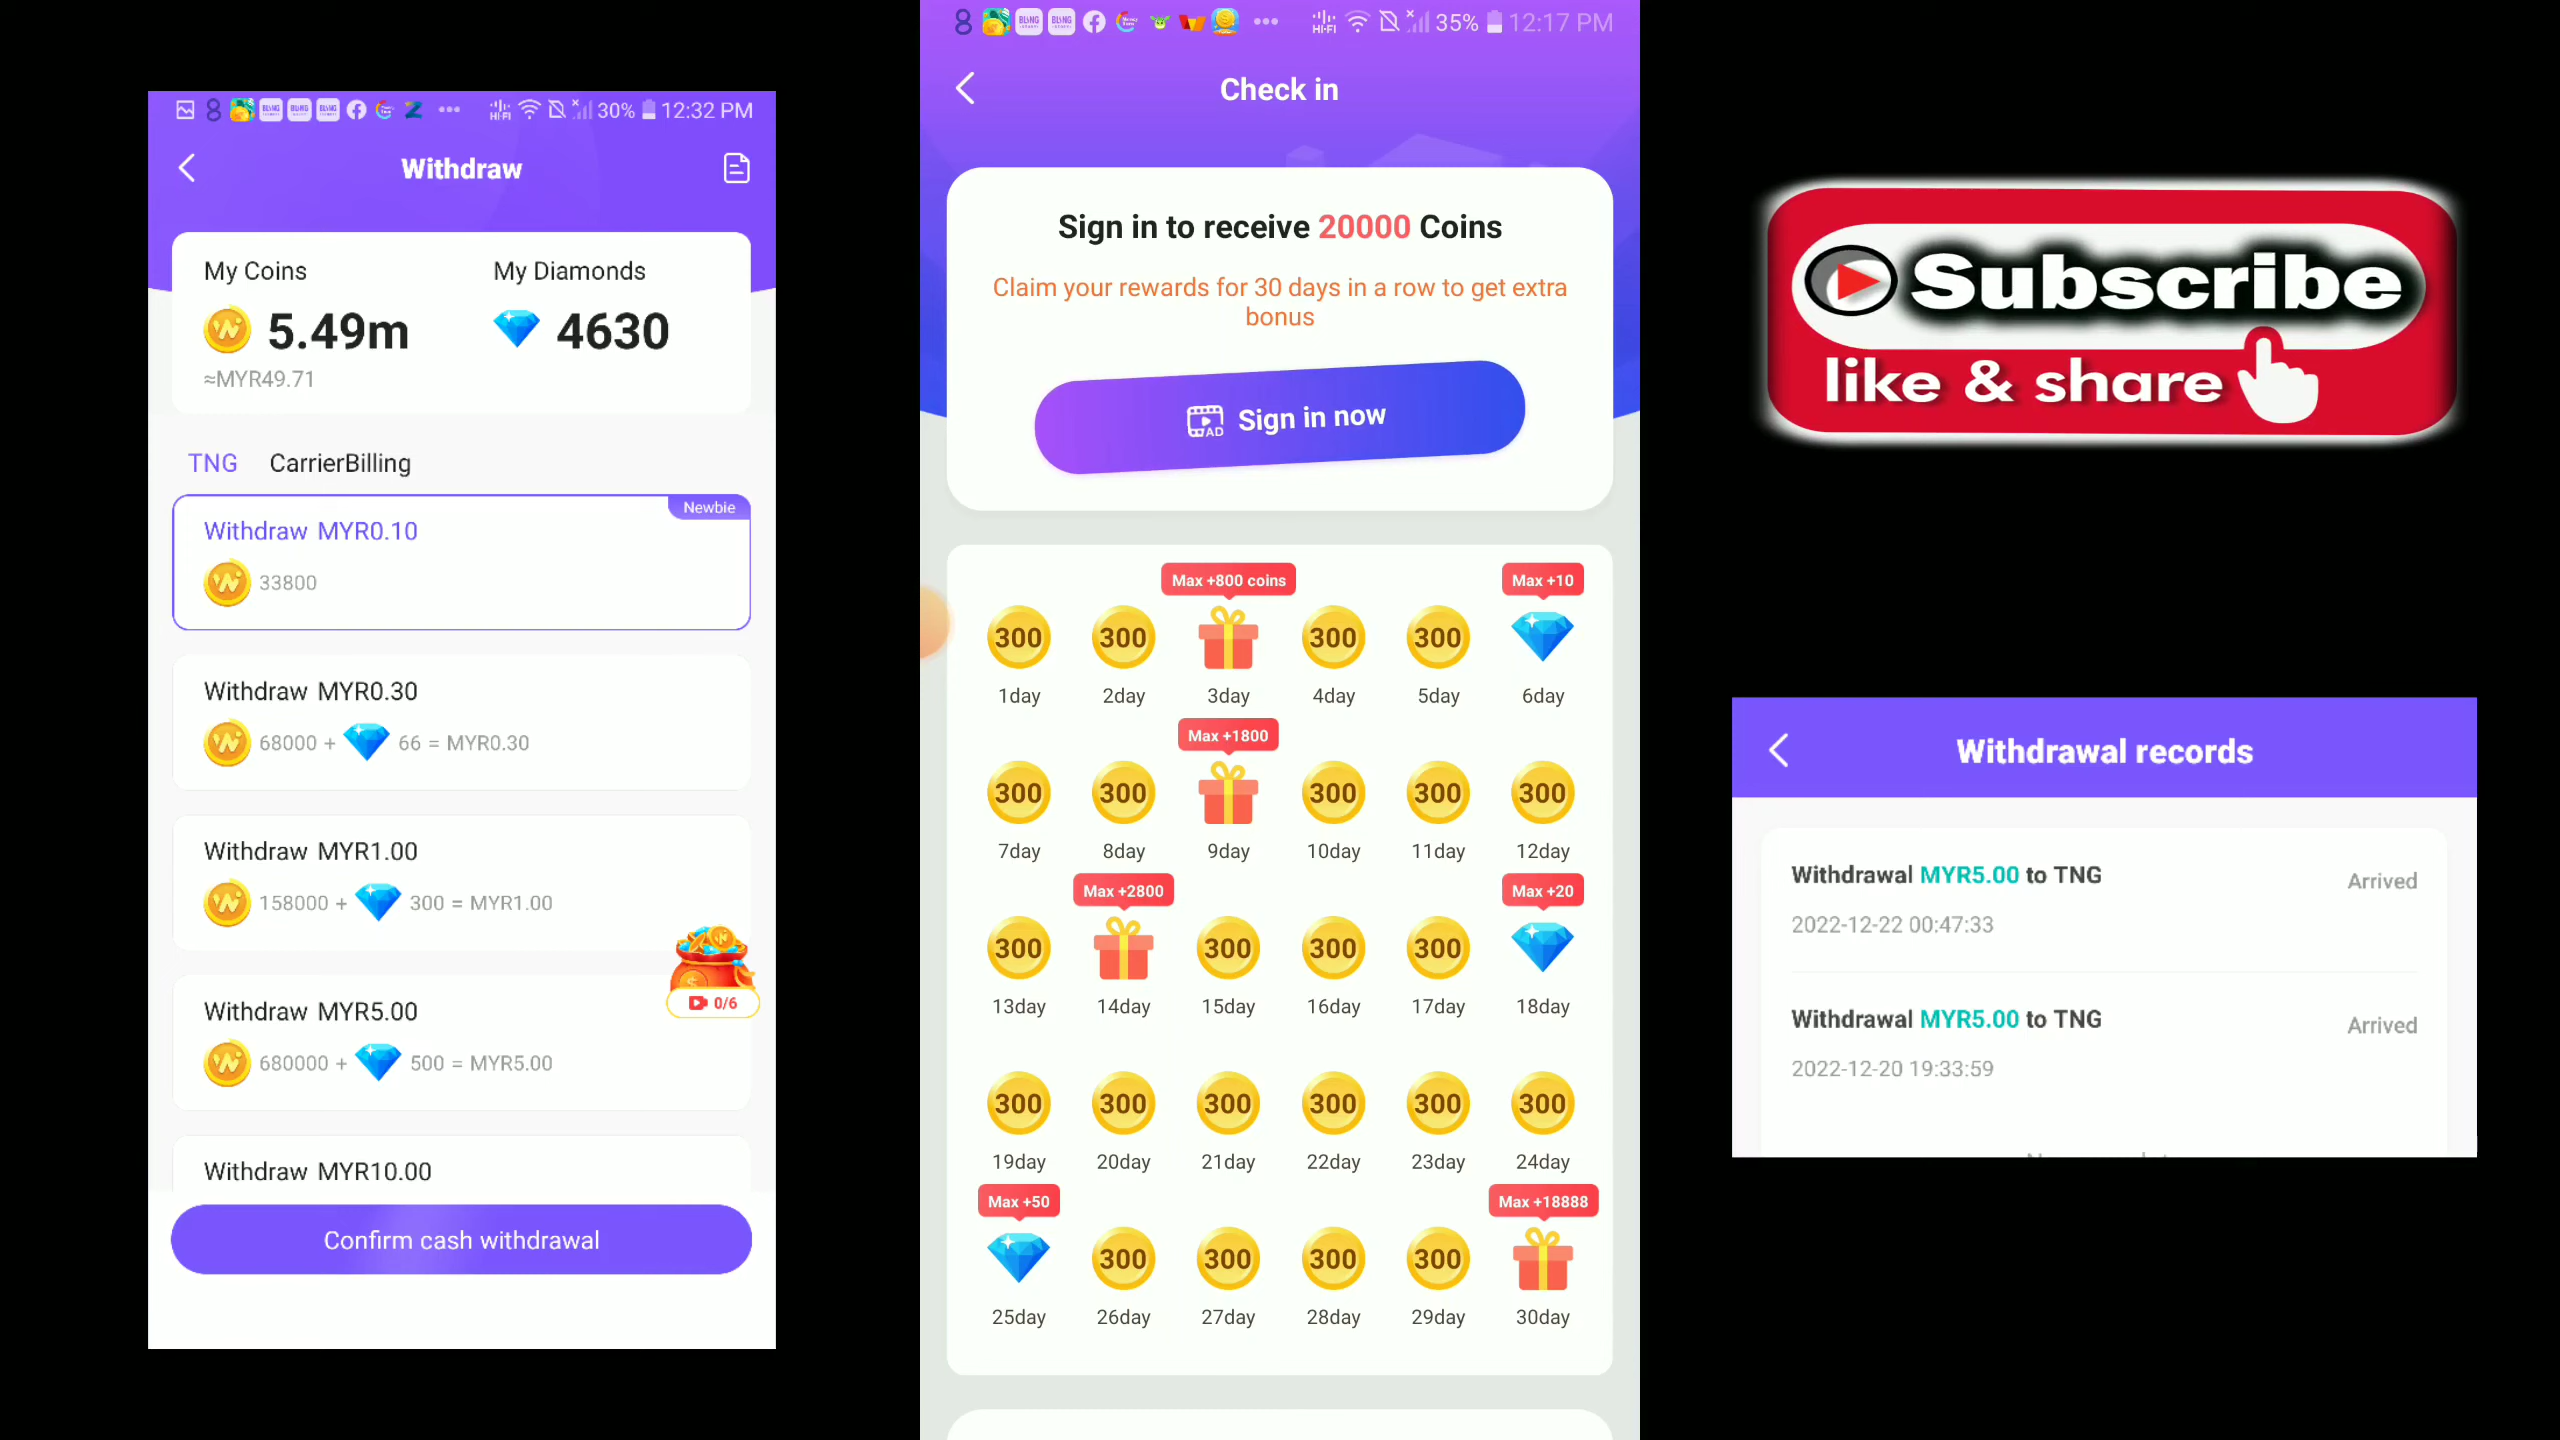 30% 12:32 PM
Withdraw
My Coins My Diamonds
5.49m 4630
≈MYR49.71
TNG CarrierBilling
Newbie
Withdraw MYR0.10
33800
Withdraw MYR0.30
68000 + 66 = MYR0.30
Withdraw MYR1.00
158000 + 300 = MYR1.00
0/6
Withdraw MYR5.00
680000 + 500 = MYR5.00
Withdraw MYR10.00
Confirm cash withdrawal
35% 12:17 PM
Check in
Sign in to receive 20000 Coins
Claim your rewards for 30 days in a row to get extra
bonus
AD Sign in now
Max +800 coins Max +10
300 300 300 300
1day 2day 3day 4day 5day 6day
Max +1800
300 300 300 300 300
7day 8day 9day 10day 11day 12day
Max +2800 Max +20
300 300 300 300
13day 14day 15day 16day 17day 18day
300 300 300 300 300 300
19day 20day 21day 22day 23day 24day
Max +50 Max +18888
300 300 300 300
25day 26day 27day 28day 29day 30day
Subscribe
like & share
Withdrawal records
Withdrawal MYR5.00 to TNG Arrived
2022-12-22 00:47:33
Withdrawal MYR5.00 to TNG Arrived
2022-12-20 19:33:59